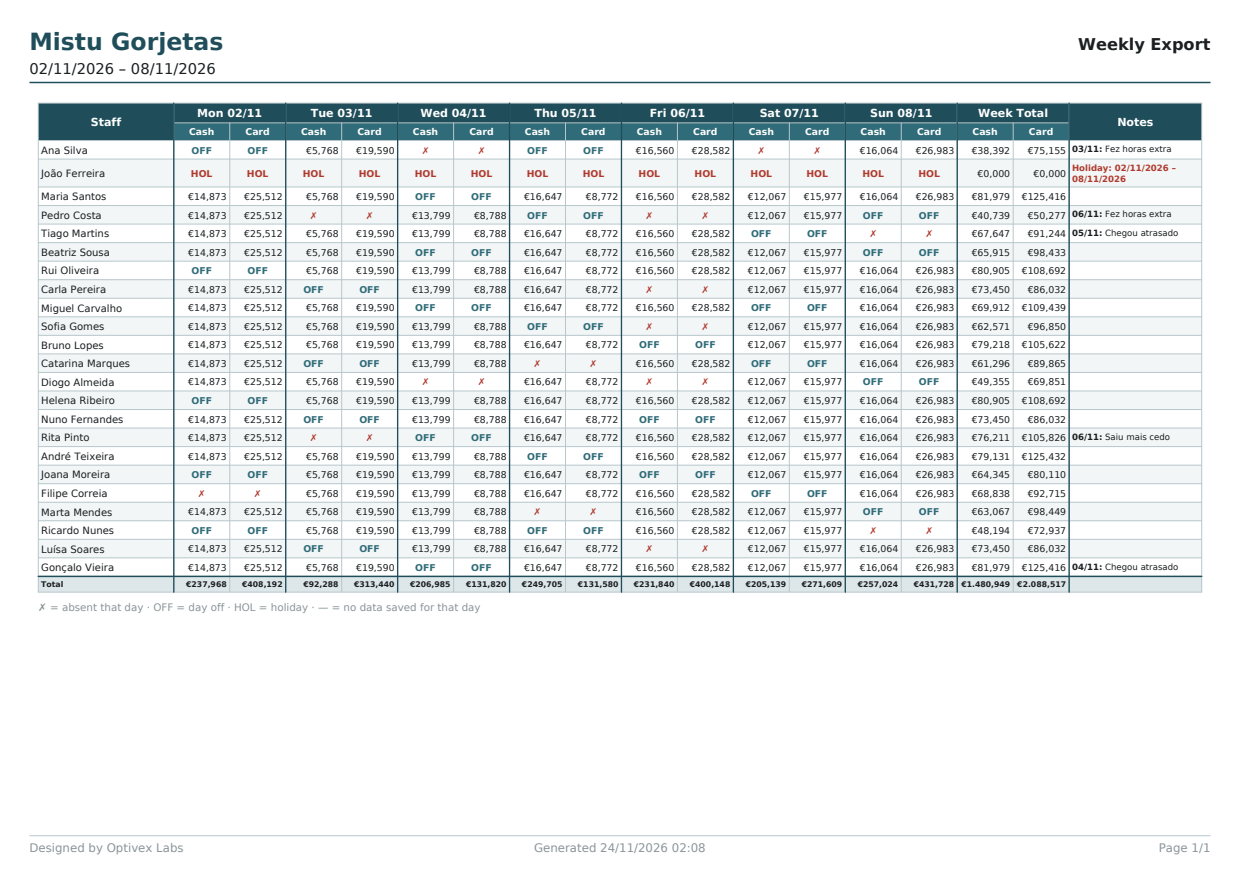 Mistu Gorjetas
Weekly Export
02/11/2026 – 08/11/2026
Staff Mon 02/11 Tue 03/11 Wed 04/11 Thu 05/11 Fri 06/11 Sat 07/11 Sun 08/11 Week Total Notes
Cash Card Cash Card Cash Card Cash Card Cash Card Cash Card Cash Card Cash Card
Ana Silva OFF OFF €5,768 €19,590 ✗ ✗ OFF OFF €16,560 €28,582 ✗ ✗ €16,064 €26,983 €38,392 €75,155 03/11: Fez horas extra
João Ferreira HOL HOL HOL HOL HOL HOL HOL HOL HOL HOL HOL HOL HOL HOL €0,000 €0,000 Holiday: 02/11/2026 –
08/11/2026
Maria Santos €14,873 €25,512 €5,768 €19,590 OFF OFF €16,647 €8,772 €16,560 €28,582 €12,067 €15,977 €16,064 €26,983 €81,979 €125,416
Pedro Costa €14,873 €25,512 ✗ ✗ €13,799 €8,788 OFF OFF ✗ ✗ €12,067 €15,977 OFF OFF €40,739 €50,277 06/11: Fez horas extra
Tiago Martins €14,873 €25,512 €5,768 €19,590 €13,799 €8,788 €16,647 €8,772 €16,560 €28,582 OFF OFF ✗ ✗ €67,647 €91,244 05/11: Chegou atrasado
Beatriz Sousa €14,873 €25,512 OFF OFF €13,799 €8,788 €16,647 €8,772 €16,560 €28,582 €12,067 €15,977 OFF OFF €65,915 €98,433
Rui Oliveira OFF OFF €5,768 €19,590 €13,799 €8,788 €16,647 €8,772 €16,560 €28,582 €12,067 €15,977 €16,064 €26,983 €80,905 €108,692
Carla Pereira €14,873 €25,512 OFF OFF €13,799 €8,788 €16,647 €8,772 ✗ ✗ €12,067 €15,977 €16,064 €26,983 €73,450 €86,032
Miguel Carvalho €14,873 €25,512 €5,768 €19,590 OFF OFF €16,647 €8,772 €16,560 €28,582 OFF OFF €16,064 €26,983 €69,912 €109,439
Sofia Gomes €14,873 €25,512 €5,768 €19,590 €13,799 €8,788 OFF OFF ✗ ✗ €12,067 €15,977 €16,064 €26,983 €62,571 €96,850
Bruno Lopes €14,873 €25,512 €5,768 €19,590 €13,799 €8,788 €16,647 €8,772 OFF OFF €12,067 €15,977 €16,064 €26,983 €79,218 €105,622
Catarina Marques €14,873 €25,512 OFF OFF €13,799 €8,788 ✗ ✗ €16,560 €28,582 OFF OFF €16,064 €26,983 €61,296 €89,865
Diogo Almeida €14,873 €25,512 €5,768 €19,590 ✗ ✗ €16,647 €8,772 ✗ ✗ €12,067 €15,977 OFF OFF €49,355 €69,851
Helena Ribeiro OFF OFF €5,768 €19,590 €13,799 €8,788 €16,647 €8,772 €16,560 €28,582 €12,067 €15,977 €16,064 €26,983 €80,905 €108,692
Nuno Fernandes €14,873 €25,512 OFF OFF €13,799 €8,788 €16,647 €8,772 OFF OFF €12,067 €15,977 €16,064 €26,983 €73,450 €86,032
Rita Pinto €14,873 €25,512 ✗ ✗ OFF OFF €16,647 €8,772 €16,560 €28,582 €12,067 €15,977 €16,064 €26,983 €76,211 €105,826 06/11: Saiu mais cedo
André Teixeira €14,873 €25,512 €5,768 €19,590 €13,799 €8,788 OFF OFF €16,560 €28,582 €12,067 €15,977 €16,064 €26,983 €79,131 €125,432
Joana Moreira OFF OFF €5,768 €19,590 €13,799 €8,788 €16,647 €8,772 OFF OFF €12,067 €15,977 €16,064 €26,983 €64,345 €80,110
Filipe Correia ✗ ✗ €5,768 €19,590 €13,799 €8,788 €16,647 €8,772 €16,560 €28,582 OFF OFF €16,064 €26,983 €68,838 €92,715
Marta Mendes €14,873 €25,512 €5,768 €19,590 €13,799 €8,788 ✗ ✗ €16,560 €28,582 €12,067 €15,977 OFF OFF €63,067 €98,449
Ricardo Nunes OFF OFF €5,768 €19,590 €13,799 €8,788 OFF OFF €16,560 €28,582 €12,067 €15,977 ✗ ✗ €48,194 €72,937
Luísa Soares €14,873 €25,512 OFF OFF €13,799 €8,788 €16,647 €8,772 ✗ ✗ €12,067 €15,977 €16,064 €26,983 €73,450 €86,032
Gonçalo Vieira €14,873 €25,512 €5,768 €19,590 OFF OFF €16,647 €8,772 €16,560 €28,582 €12,067 €15,977 €16,064 €26,983 €81,979 €125,416 04/11: Chegou atrasado
Total €237,968 €408,192 €92,288 €313,440 €206,985 €131,820 €249,705 €131,580 €231,840 €400,148 €205,139 €271,609 €257,024 €431,728 €1.480,949 €2.088,517
✗ = absent that day · OFF = day off · HOL = holiday · — = no data saved for that day
Designed by Optivex Labs
Generated 24/11/2026 02:08
Page 1/1